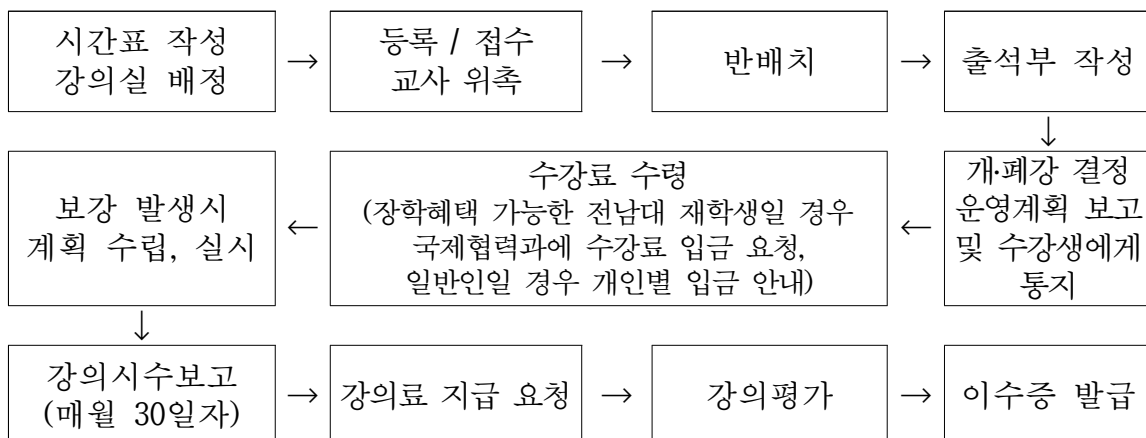 시간표 작성
강의실 배정
→
등록 / 접수
교사 위촉
→
반배치
→
출석부 작성
↓
개·폐강 결정
운영계획 보고
및 수강생에게
통지
←
수강료 수령
(장학혜택 가능한 전남대 재학생일 경우
국제협력과에 수강료 입금 요청,
일반인일 경우 개인별 입금 안내)
←
보강 발생시
계획 수립, 실시
↓
강의시수보고
(매월 30일자)
→
강의료 지급 요청
→
강의평가
→
이수증 발급